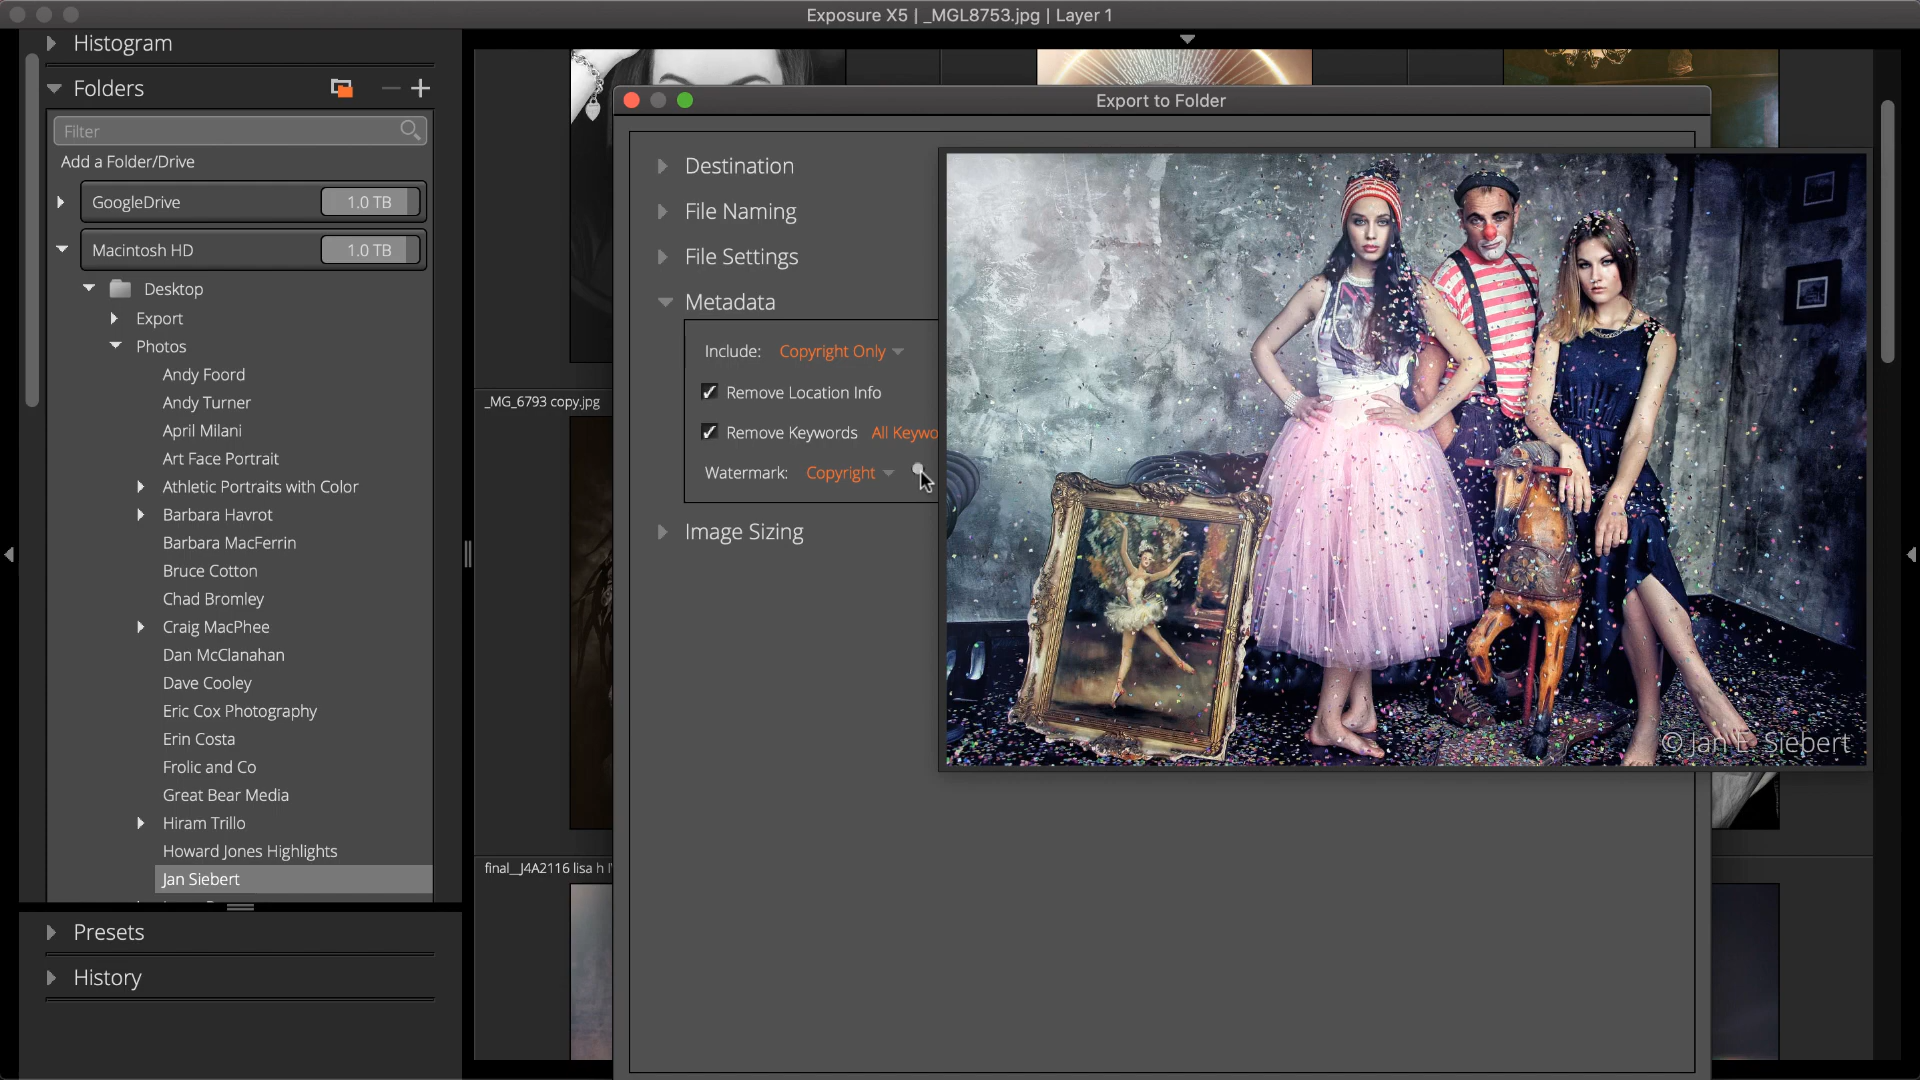 Exposure X5 | _MGL8753.jpg | Layer 1
Histogram
Folders
Filter
Add a Folder/Drive
GoogleDrive 1.0 TB
Macintosh HD 1.0 TB
Desktop
Export
Photos
Andy Foord
Andy Turner
April Milani
Art Face Portrait
Athletic Portraits with Color
Barbara Havrot
Barbara MacFerrin
Bruce Cotton
Chad Bromley
Craig MacPhee
Dan McClanahan
Dave Cooley
Eric Cox Photography
Erin Costa
Frolic and Co
Great Bear Media
Hiram Trillo
Howard Jones Highlights
Jan Siebert
Presets
History
_MG_6793 copy.jpg
final__J4A2116 lisa h
Export to Folder
Destination
File Naming
File Settings
Metadata
Include: Copyright Only
Remove Location Info
Remove Keywords All Keywo
Watermark: Copyright
Image Sizing
© Jan E. Siebert